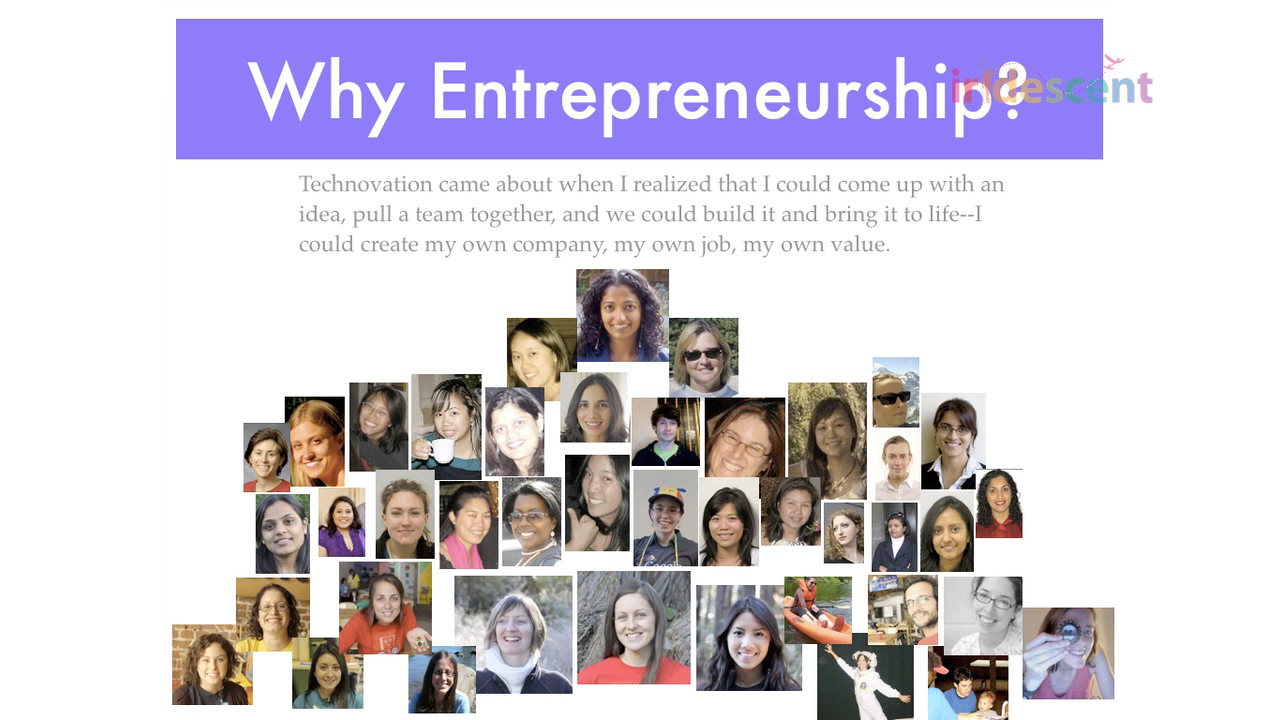 Why Entrepreneurship?
iridescent
Technovation came about when I realized that I could come up with an
idea, pull a team together, and we could build it and bring it to life--I
could create my own company, my own job, my own value.
Google